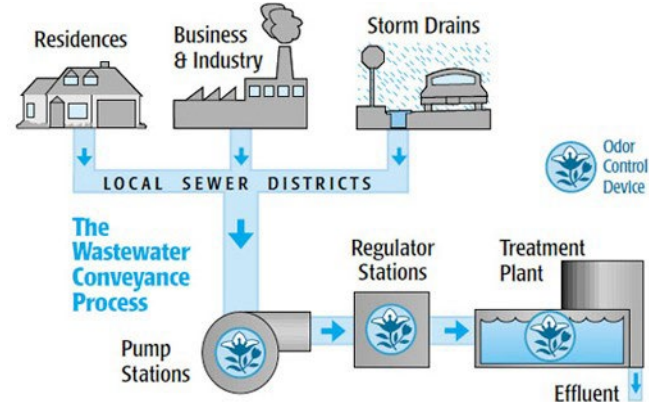 Residences
Business
& Industry
Storm Drains
Odor
Control
Device
LOCAL SEWER DISTRICTS
The
Wastewater
Conveyance
Process
Regulator
Stations
Treatment
Plant
Pump
Stations
Effluent